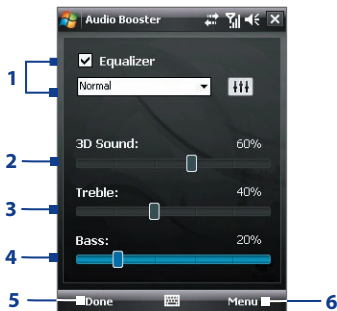 Audio Booster
1
Equalizer
Normal
2
3D Sound: 60%
3
Treble: 40%
4
Bass: 20%
5
Done
Menu
6